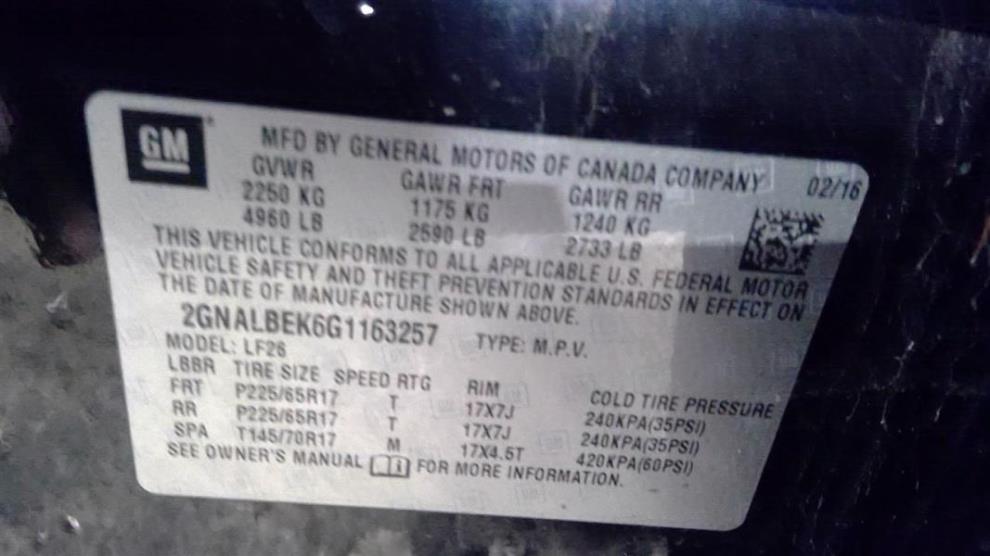 GM MFD BY GENERAL MOTORS OF CANADA COMPANY 02/16
GVWR GAWR FRT GAWR RR
2250 KG 1175 KG 1240 KG
4960 LB 2590 LB 2733 LB
THIS VEHICLE CONFORMS TO ALL APPLICABLE U.S. FEDERAL MOTOR
VEHICLE SAFETY AND THEFT PREVENTION STANDARDS IN EFFECT ON
THE DATE OF MANUFACTURE SHOWN ABOVE.
2GNALBEK6G1163257 TYPE: M.P.V.
MODEL: LF26
LBBR TIRE SIZE SPEED RTG RIM COLD TIRE PRESSURE
FRT P225/65R17 T 17X7J 240KPA(35PSI)
RR P225/65R17 T 17X7J 240KPA(35PSI)
SPA T145/70R17 M 17X4.5T 420KPA(60PSI)
SEE OWNER'S MANUAL FOR MORE INFORMATION.